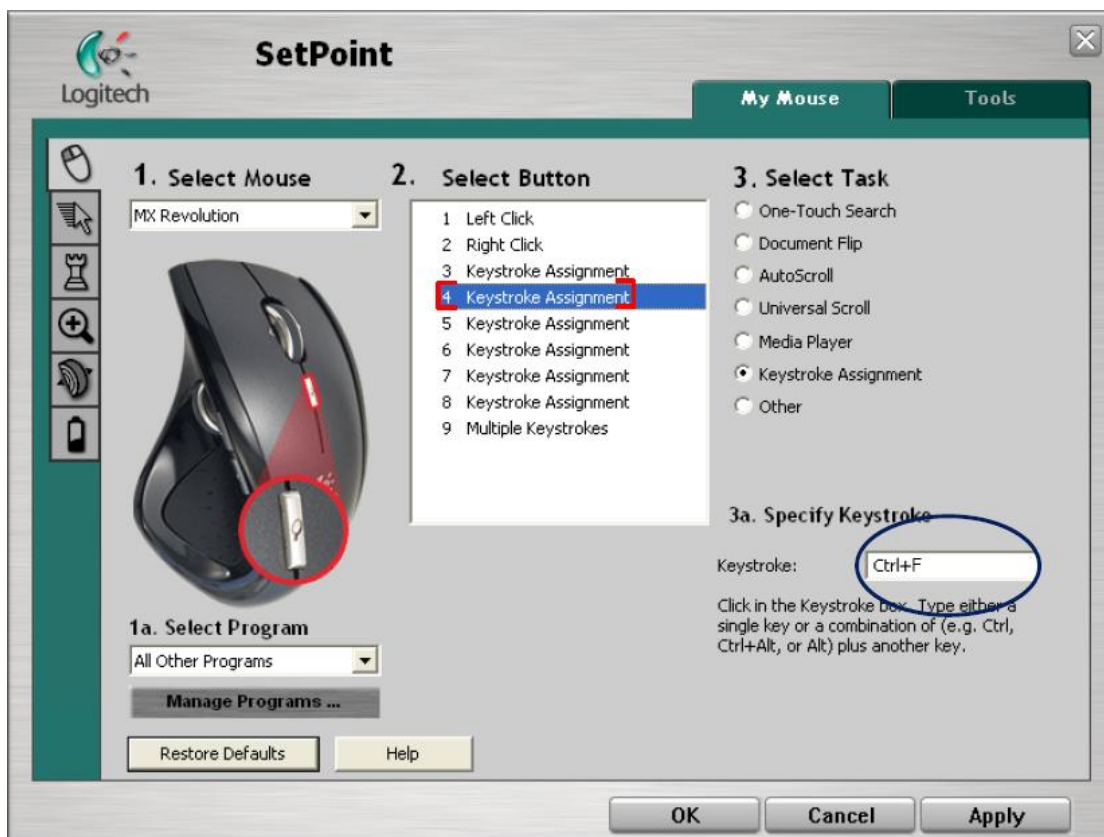 SetPoint
Logitech
My Mouse
Tools
1. Select Mouse
MX Revolution
2. Select Button
1 Left Click
2 Right Click
3 Keystroke Assignment
4 Keystroke Assignment
5 Keystroke Assignment
6 Keystroke Assignment
7 Keystroke Assignment
8 Keystroke Assignment
9 Multiple Keystrokes
3. Select Task
One-Touch Search
Document Flip
AutoScroll
Universal Scroll
Media Player
Keystroke Assignment
Other
3a. Specify Keystroke
Keystroke: Ctrl+F
Click in the Keystroke box. Type either a
single key or a combination of (e.g. Ctrl,
Ctrl+Alt, or Alt) plus another key.
1a. Select Program
All Other Programs
Manage Programs ...
Restore Defaults
Help
OK
Cancel
Apply